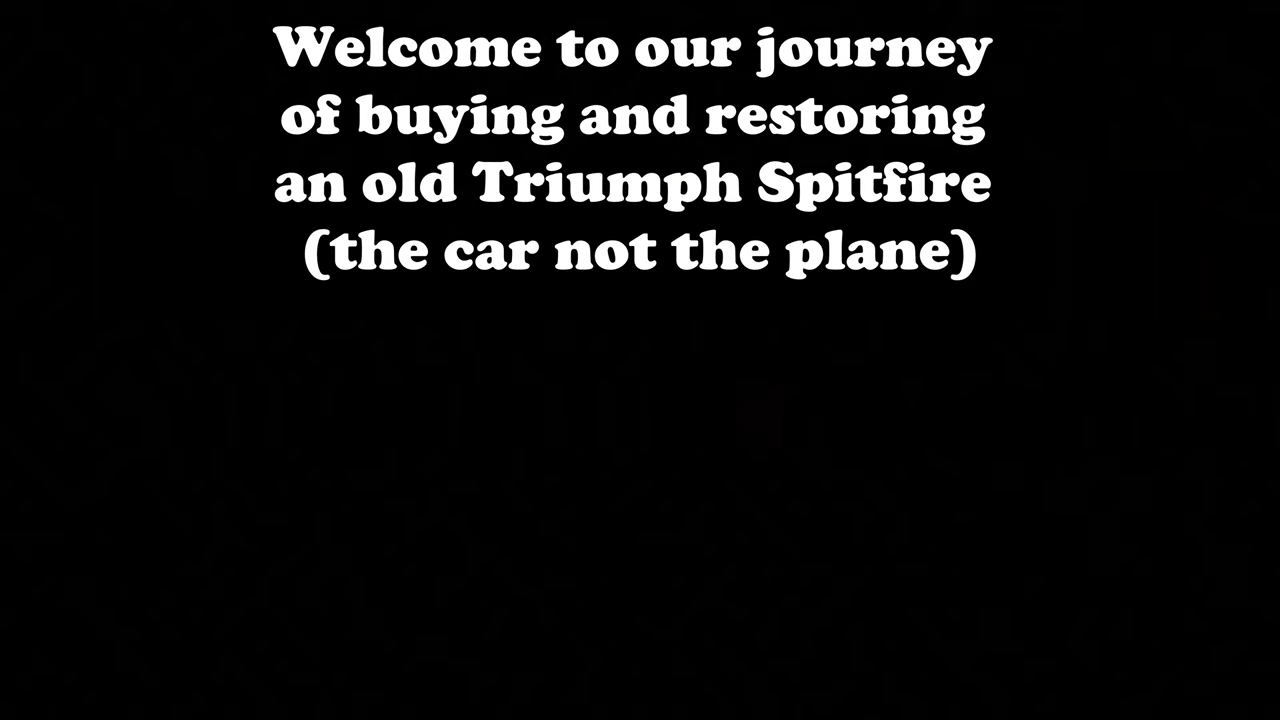 Welcome to our journey
of buying and restoring
an old Triumph Spitfire
(the car not the plane)